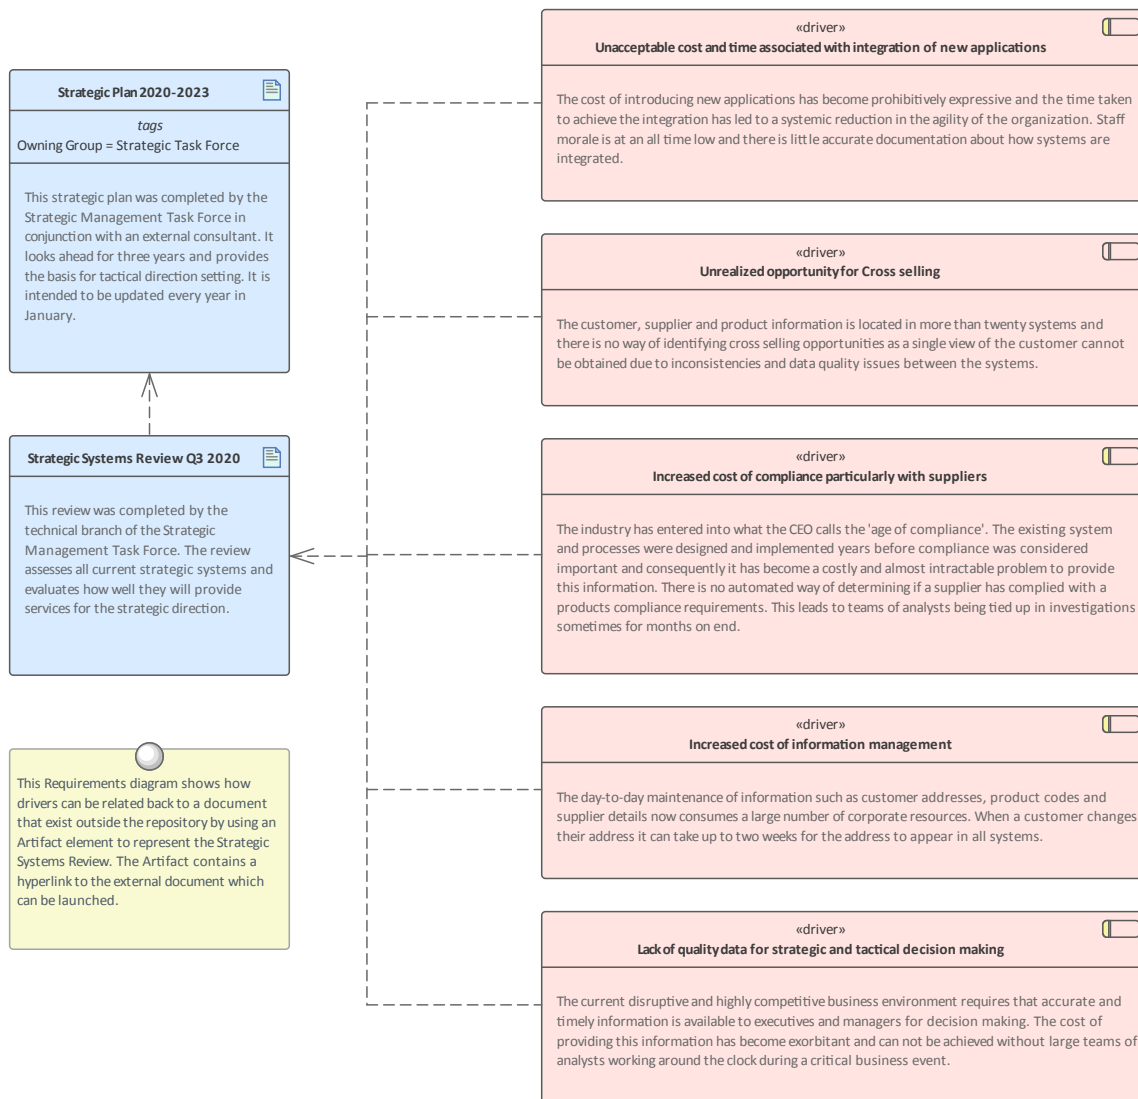 Strategic Plan 2020-2023
tags
Owning Group = Strategic Task Force
This strategic plan was completed by the
Strategic Management Task Force in
conjunction with an external consultant. It
looks ahead for three years and provides
the basis for tactical direction setting. It is
intended to be updated every year in
January.
Strategic Systems Review Q3 2020
This review was completed by the
technical branch of the Strategic
Management Task Force. The review
assesses all current strategic systems and
evaluates how well they will provide
services for the strategic direction.
This Requirements diagram shows how
drivers can be related back to a document
that exist outside the repository by using an
Artifact element to represent the Strategic
Systems Review. The Artifact contains a
hyperlink to the external document which
can be launched.
«driver»
Unacceptable cost and time associated with integration of new applications
The cost of introducing new applications has become prohibitively expressive and the time taken
to achieve the integration has led to a systemic reduction in the agility of the organization. Staff
morale is at an all time low and there is little accurate documentation about how systems are
integrated.
«driver»
Unrealized opportunity for Cross selling
The customer, supplier and product information is located in more than twenty systems and
there is no way of identifying cross selling opportunities as a single view of the customer cannot
be obtained due to inconsistencies and data quality issues between the systems.
«driver»
Increased cost of compliance particularly with suppliers
The industry has entered into what the CEO calls the 'age of compliance'. The existing system
and processes were designed and implemented years before compliance was considered
important and consequently it has become a costly and almost intractable problem to provide
this information. There is no automated way of determining if a supplier has complied with a
products compliance requirements. This leads to teams of analysts being tied up in investigations
sometimes for months on end.
«driver»
Increased cost of information management
The day-to-day maintenance of information such as customer addresses, product codes and
supplier details now consumes a large number of corporate resources. When a customer changes
their address it can take up to two weeks for the address to appear in all systems.
«driver»
Lack of quality data for strategic and tactical decision making
The current disruptive and highly competitive business environment requires that accurate and
timely information is available to executives and managers for decision making. The cost of
providing this information has become exorbitant and can not be achieved without large teams of
analysts working around the clock during a critical business event.